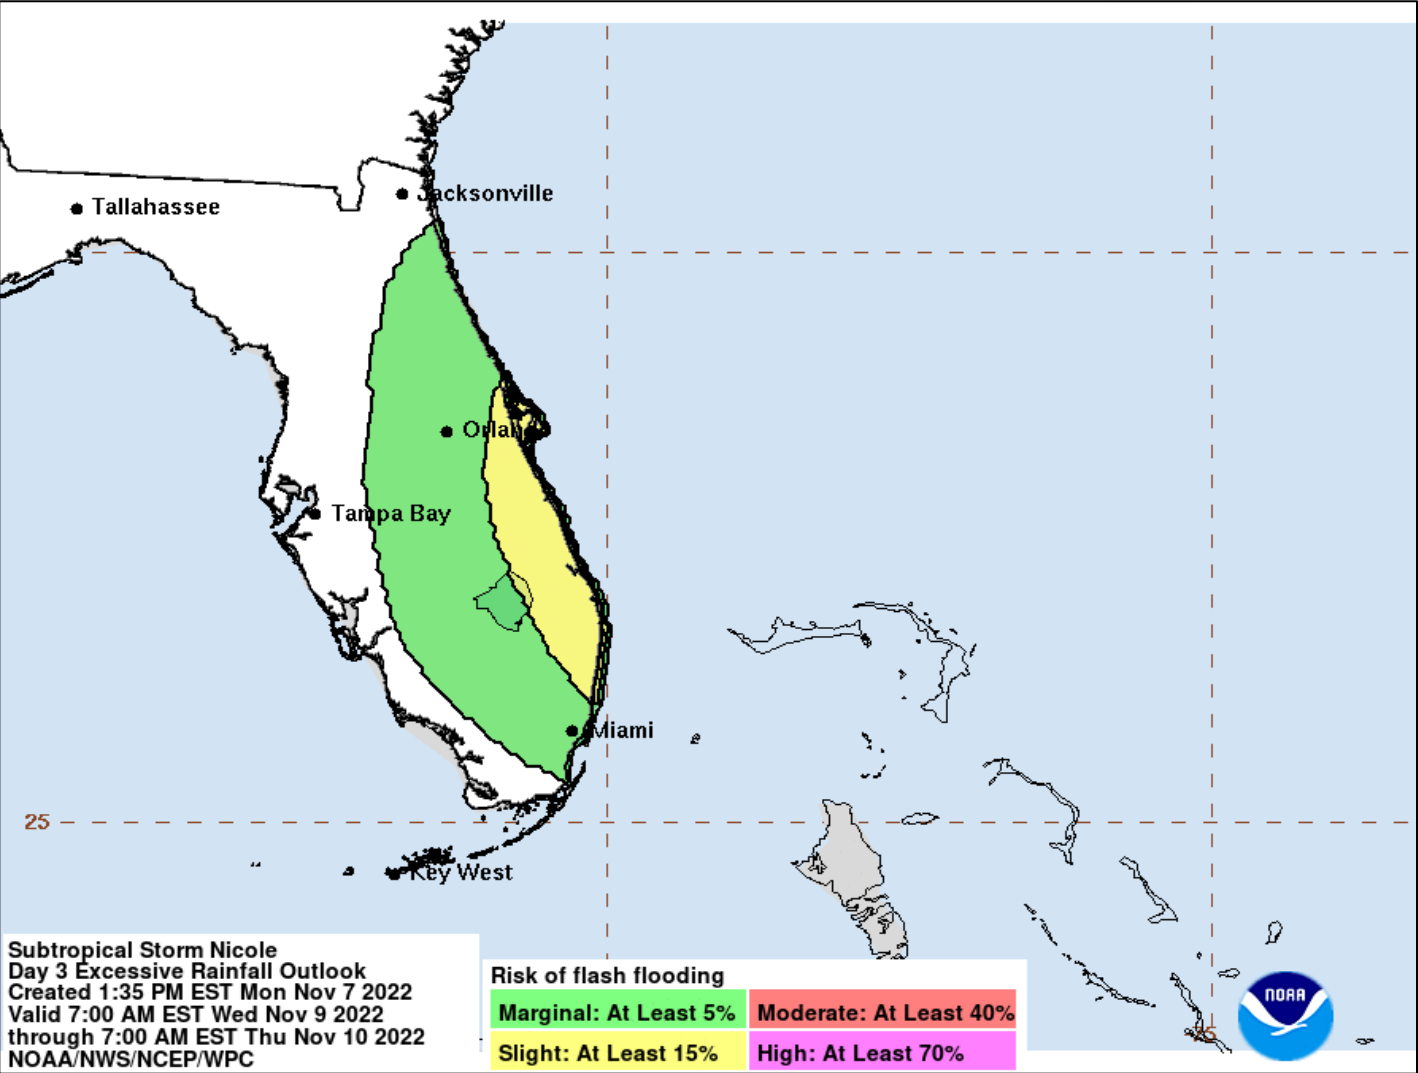 Jacksonville
Tallahassee
Tampa Bay
Miami
25
Key West
Subtropical Storm Nicole
Day 3 Excessive Rainfall Outlook
Created 1:35 PM EST Mon Nov 7 2022
Valid 7:00 AM EST Wed Nov 9 2022
through 7:00 AM EST Thu Nov 10 2022
NOAA/NWS/NCEP/WPC
Risk of flash flooding
Marginal: At Least 5%
Moderate: At Least 40%
Slight: At Least 15%
High: At Least 70%
NOAA